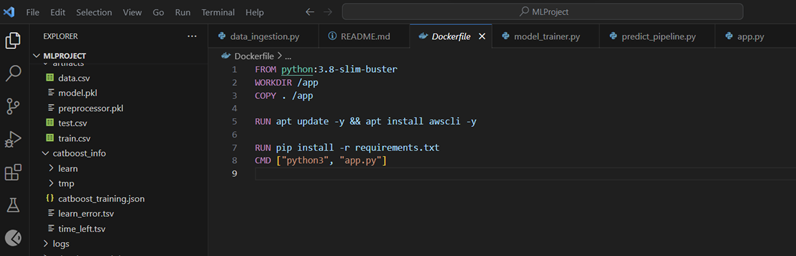 File Edit Selection View Go Run Terminal Help
MLProject
EXPLORER
data_ingestion.py
README.md
Dockerfile
model_trainer.py
predict_pipeline.py
app.py
MLPROJECT
artifacts
data.csv
model.pkl
preprocessor.pkl
test.csv
train.csv
catboost_info
learn
tmp
catboost_training.json
learn_error.tsv
time_left.tsv
logs
Dockerfile > ...
1 FROM python:3.8-slim-buster
2 WORKDIR /app
3 COPY . /app
4
5 RUN apt update -y && apt install awscli -y
6
7 RUN pip install -r requirements.txt
8 CMD ["python3", "app.py"]
9